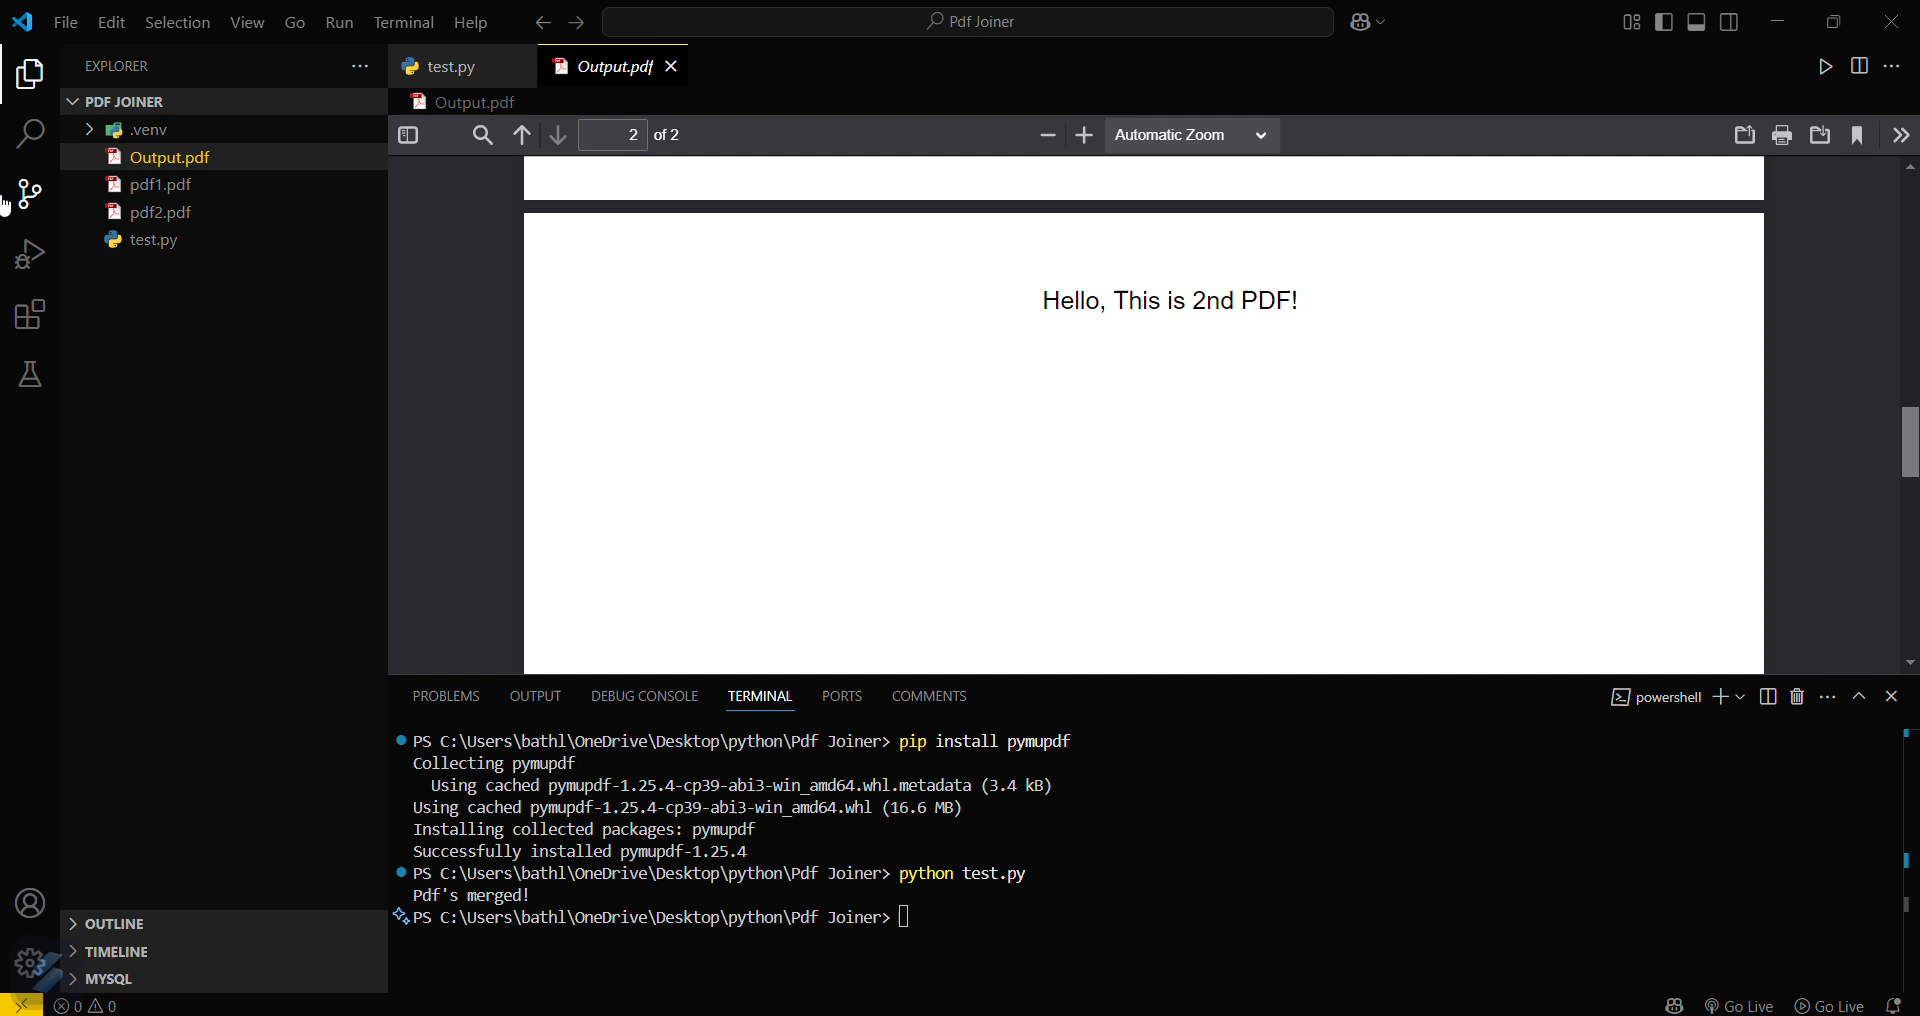 File Edit Selection View Go Run Terminal Help
Pdf Joiner
EXPLORER
test.py
Output.pdf
PDF JOINER
Output.pdf
.venv
2 of 2
Automatic Zoom
Output.pdf
pdf1.pdf
pdf2.pdf
test.py
Hello, This is 2nd PDF!
PROBLEMS OUTPUT DEBUG CONSOLE TERMINAL PORTS COMMENTS
powershell
PS C:\Users\bathl\OneDrive\Desktop\python\Pdf Joiner> pip install pymupdf
Collecting pymupdf
Using cached pymupdf-1.25.4-cp39-abi3-win_amd64.whl.metadata (3.4 kB)
Using cached pymupdf-1.25.4-cp39-abi3-win_amd64.whl (16.6 MB)
Installing collected packages: pymupdf
Successfully installed pymupdf-1.25.4
PS C:\Users\bathl\OneDrive\Desktop\python\Pdf Joiner> python test.py
Pdf's merged!
PS C:\Users\bathl\OneDrive\Desktop\python\Pdf Joiner>
OUTLINE
TIMELINE
MYSQL
0 0
Go Live
Go Live